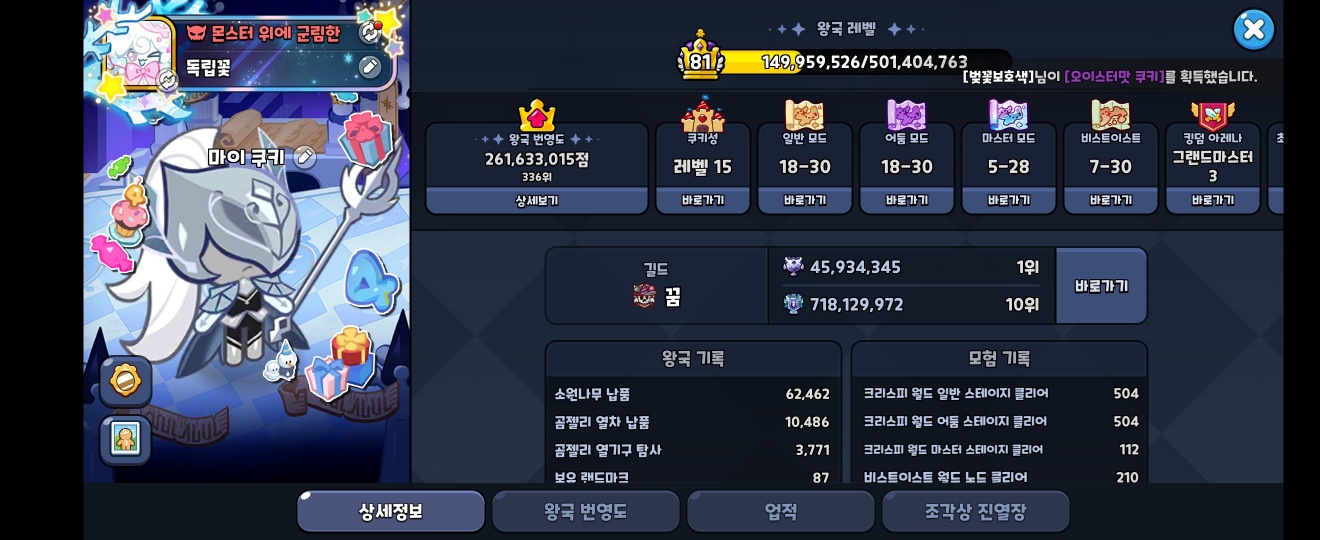 몬스터 위에 군림한
독립꽃
마이 쿠키
왕국 레벨
81
149,959,526/501,404,763
[벚꽃보호색]님이 [오이스터맛 쿠키]를 획득했습니다.
왕국 번영도
261,633,015점
336위
상세보기
쿠키성
레벨 15
바로가기
일반 모드
18-30
바로가기
어둠 모드
18-30
바로가기
마스터 모드
5-28
바로가기
비스트이스트
7-30
바로가기
킹덤 아레나
그랜드마스터
3
바로가기
길드
꿈
45,934,345 1위
718,129,972 10위
바로가기
왕국 기록
소원나무 납품 62,462
곰젤리 열차 납품 10,486
곰젤리 열기구 탐사 3,771
보유 랜드마크 87
모험 기록
크리스피 월드 일반 스테이지 클리어 504
크리스피 월드 어둠 스테이지 클리어 504
크리스피 월드 마스터 스테이지 클리어 112
비스트이스트 월드 노드 클리어 210
상세정보
왕국 번영도
업적
조각상 진열장